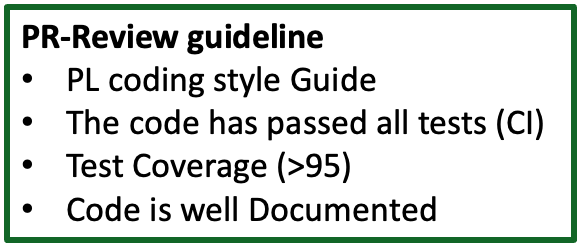 PR-Review guideline
• PL coding style Guide
• The code has passed all tests (CI)
• Test Coverage (>95)
• Code is well Documented